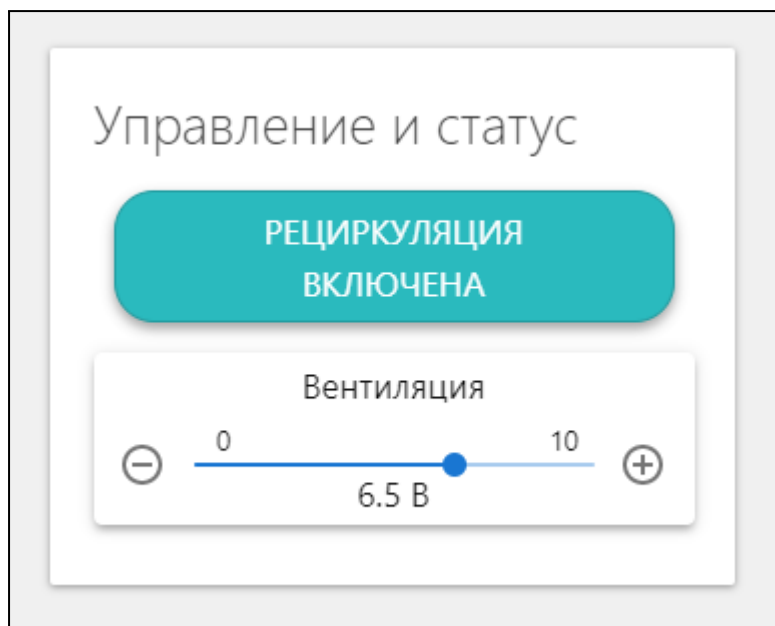 Управление и статус
РЕЦИРКУЛЯЦИЯ
ВКЛЮЧЕНА
Вентиляция
0 10
6.5 В